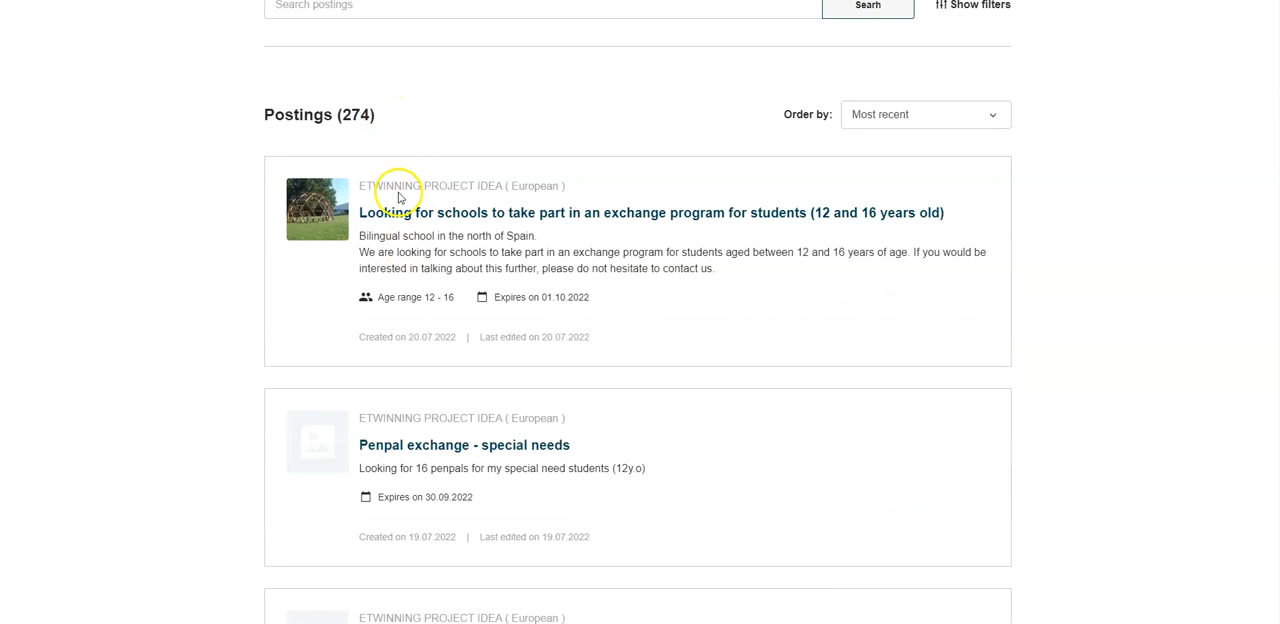 Search postings
Searh
Show filters
Postings (274)
Order by:
Most recent
ETWINNING PROJECT IDEA ( European )
Looking for schools to take part in an exchange program for students (12 and 16 years old)
Bilingual school in the north of Spain.
We are looking for schools to take part in an exchange program for students aged between 12 and 16 years of age. If you would be
interested in talking about this further, please do not hesitate to contact us.
Age range 12 - 16 Expires on 01.10.2022
Created on 20.07.2022 | Last edited on 20.07.2022
ETWINNING PROJECT IDEA ( European )
Penpal exchange - special needs
Looking for 16 penpals for my special need students (12y.o)
Expires on 30.09.2022
Created on 19.07.2022 | Last edited on 19.07.2022
ETWINNING PROJECT IDEA ( European )